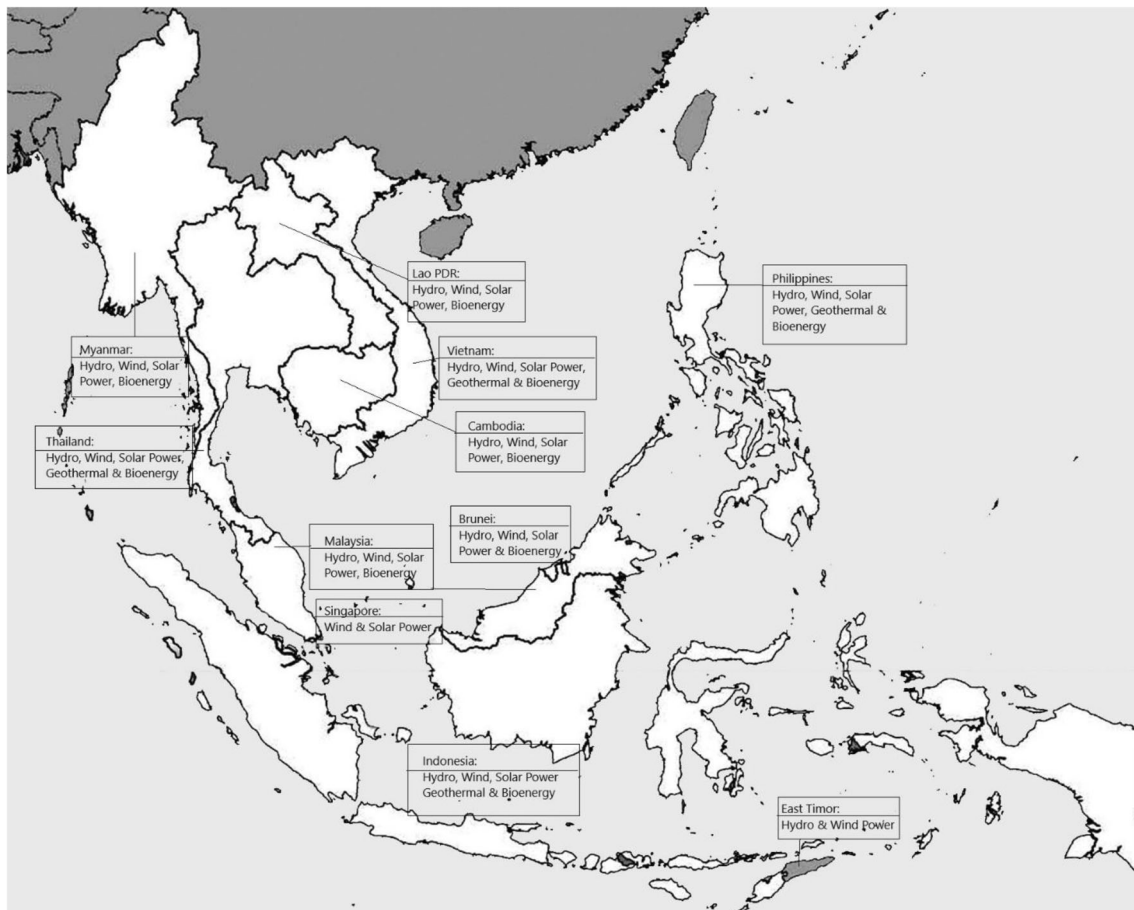 Lao PDR:
Hydro, Wind, Solar
Power, Bioenergy
Philippines:
Hydro, Wind, Solar
Power, Geothermal &
Bioenergy
Myanmar:
Hydro, Wind, Solar
Power, Bioenergy
Vietnam:
Hydro, Wind, Solar Power,
Geothermal & Bioenergy
Thailand:
Hydro, Wind, Solar Power,
Geothermal & Bioenergy
Cambodia:
Hydro, Wind, Solar
Power, Bioenergy
Brunei:
Hydro, Wind, Solar
Power & Bioenergy
Malaysia:
Hydro, Wind, Solar
Power, Bioenergy
Singapore:
Wind & Solar Power
Indonesia:
Hydro, Wind, Solar Power
Geothermal & Bioenergy
East Timor:
Hydro & Wind Power